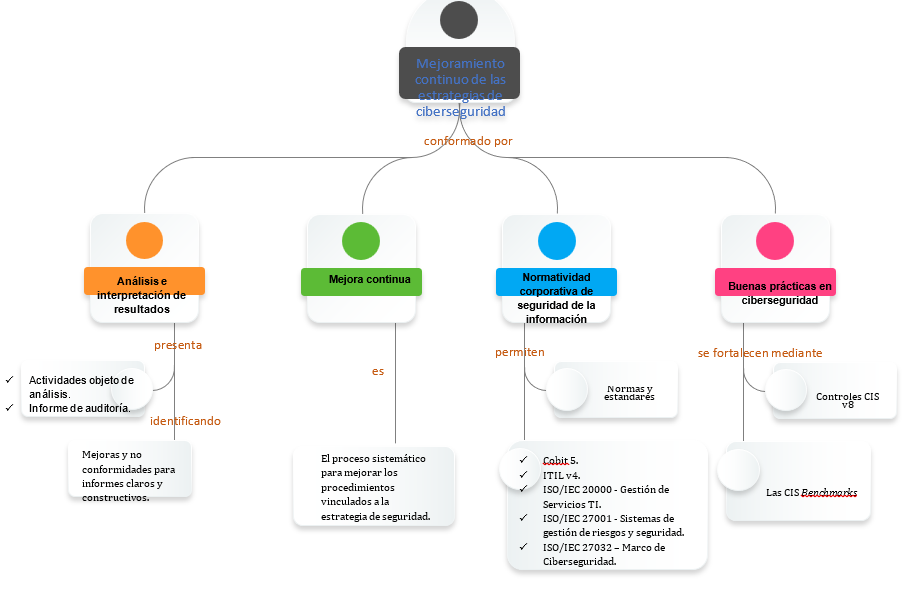 Mejoramiento
continuo de las
estrategias de
ciberseguridad
conformado por
Análisis e
interpretación de
resultados
presenta
✓ Actividades objeto de
análisis.
✓ Informe de auditoría.
identificando
Mejoras y no
conformidades para
informes claros y
constructivos.
Mejora continua
es
El proceso sistemático
para mejorar los
procedimientos
vinculados a la
estrategia de seguridad.
Normatividad
corporativa de
seguridad de la
información
permiten
Normas y
estandares
✓ Cobit 5.
✓ ITIL v4.
✓ ISO/IEC 20000 - Gestión de
Servicios TI.
✓ ISO/IEC 27001 - Sistemas de
gestión de riesgos y seguridad.
✓ ISO/IEC 27032 – Marco de
Ciberseguridad.
Buenas prácticas en
ciberseguridad
se fortalecen mediante
Controles CIS
v8
Las CIS Benchmarks